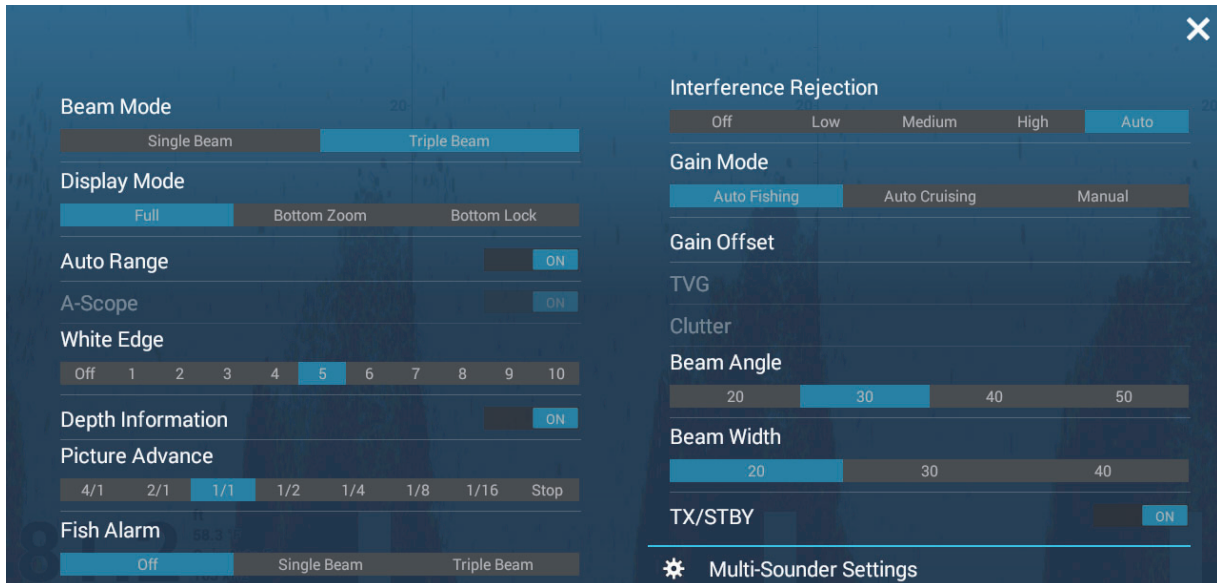 Beam Mode
Single Beam Triple Beam
Display Mode
Full Bottom Zoom Bottom Lock
Auto Range ON
A-Scope ON
White Edge
Off 1 2 3 4 5 6 7 8 9 10
Depth Information ON
Picture Advance
4/1 2/1 1/1 1/2 1/4 1/8 1/16 Stop
Fish Alarm
Off Single Beam Triple Beam
Interference Rejection
Off Low Medium High Auto
Gain Mode
Auto Fishing Auto Cruising Manual
Gain Offset
TVG
Clutter
Beam Angle
20 30 40 50
Beam Width
20 30 40
TX/STBY ON
Multi-Sounder Settings